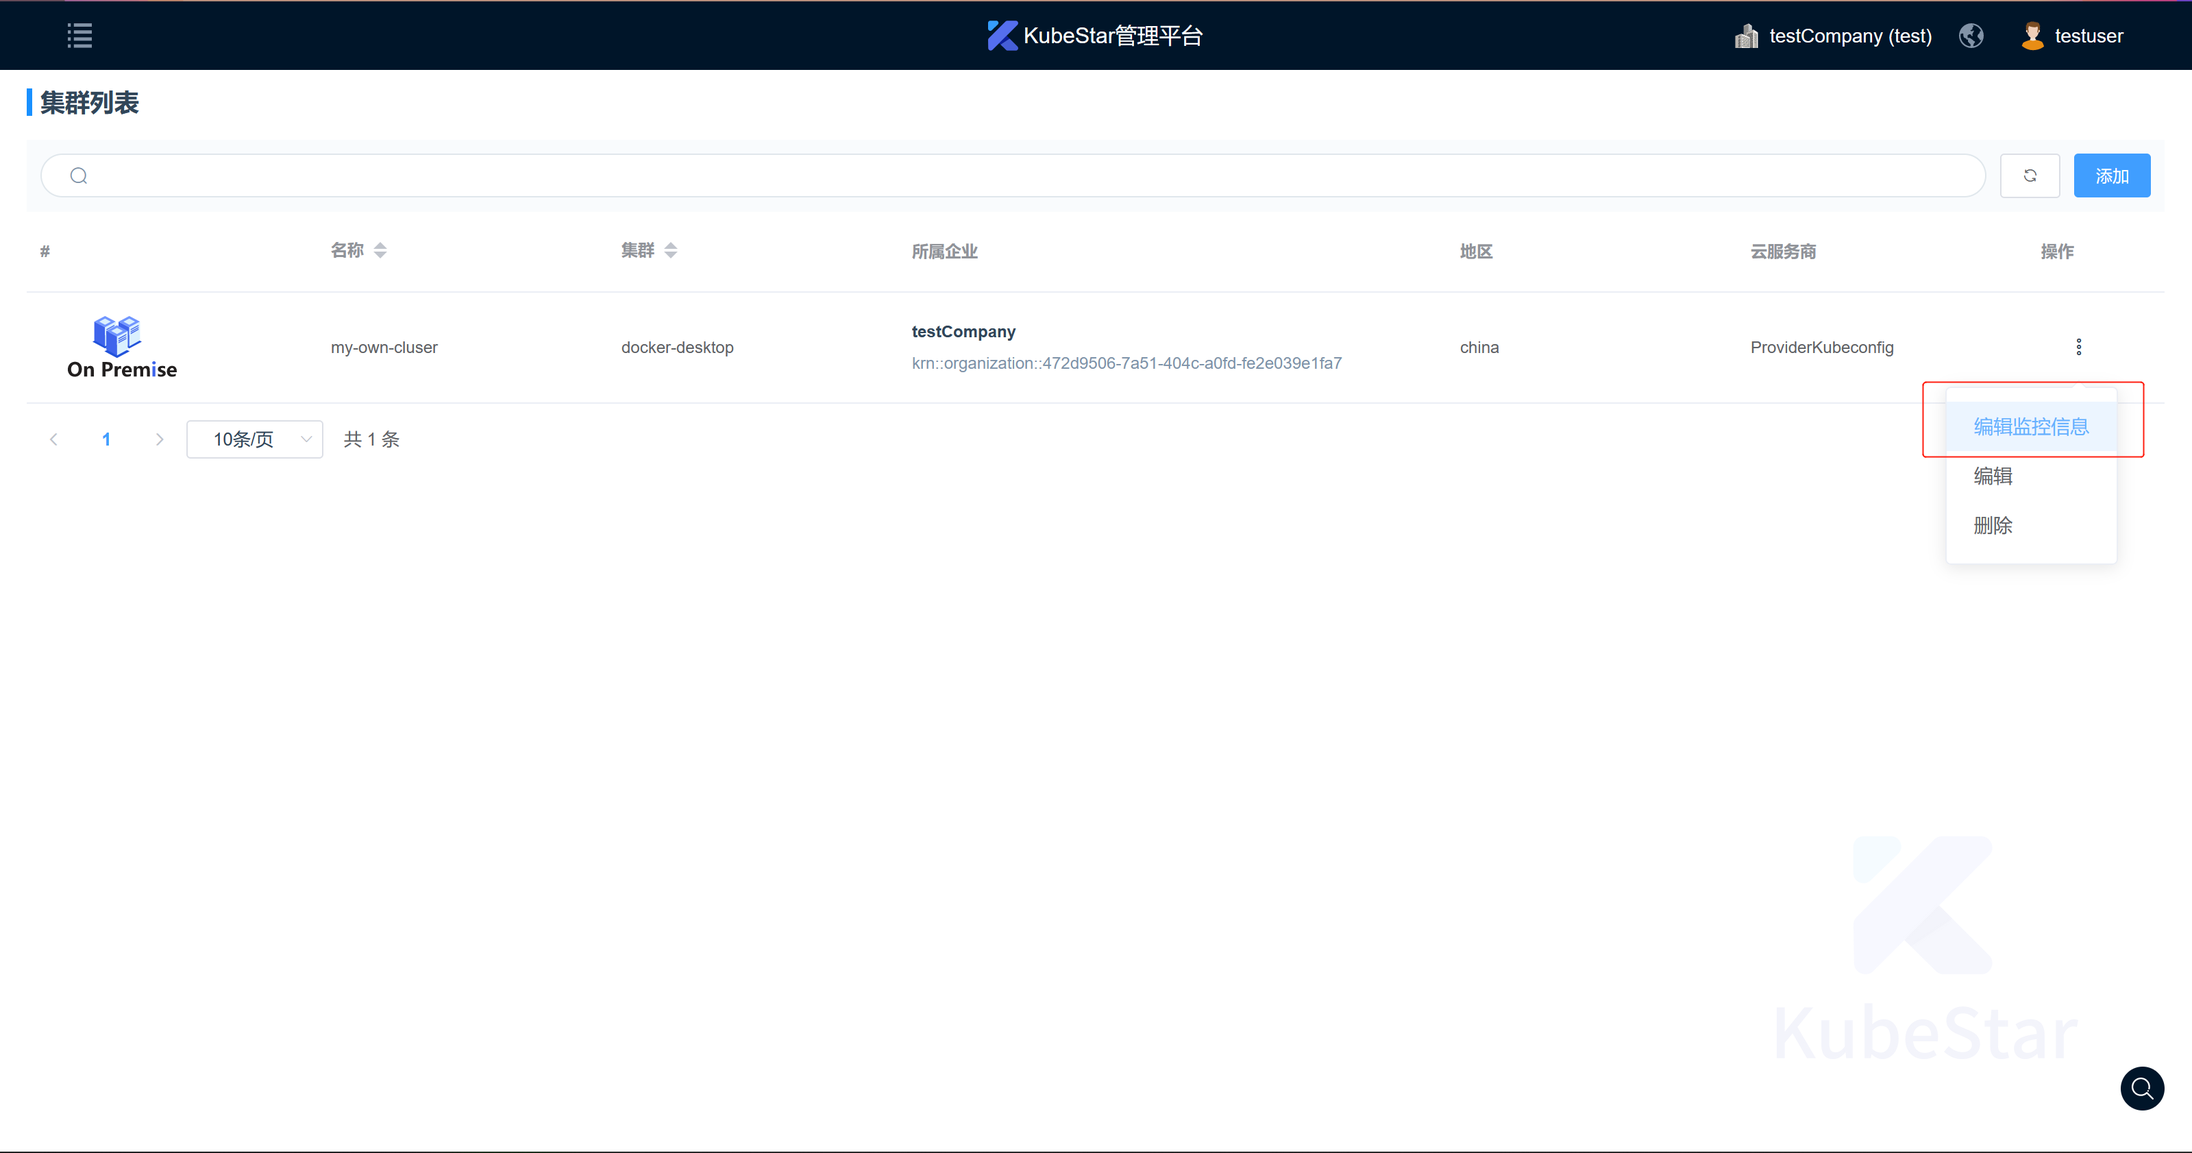 KubeStar管理平台
testCompany (test)
testuser
集群列表
添加
# 名称 集群 所属企业 地区 云服务商 操作
On Premise
my-own-cluser
docker-desktop
testCompany
krn::organization::472d9506-7a51-404c-a0fd-fe2e039e1fa7
china
ProviderKubeconfig
编辑监控信息
编辑
删除
1 10条/页 共 1 条
KubeStar